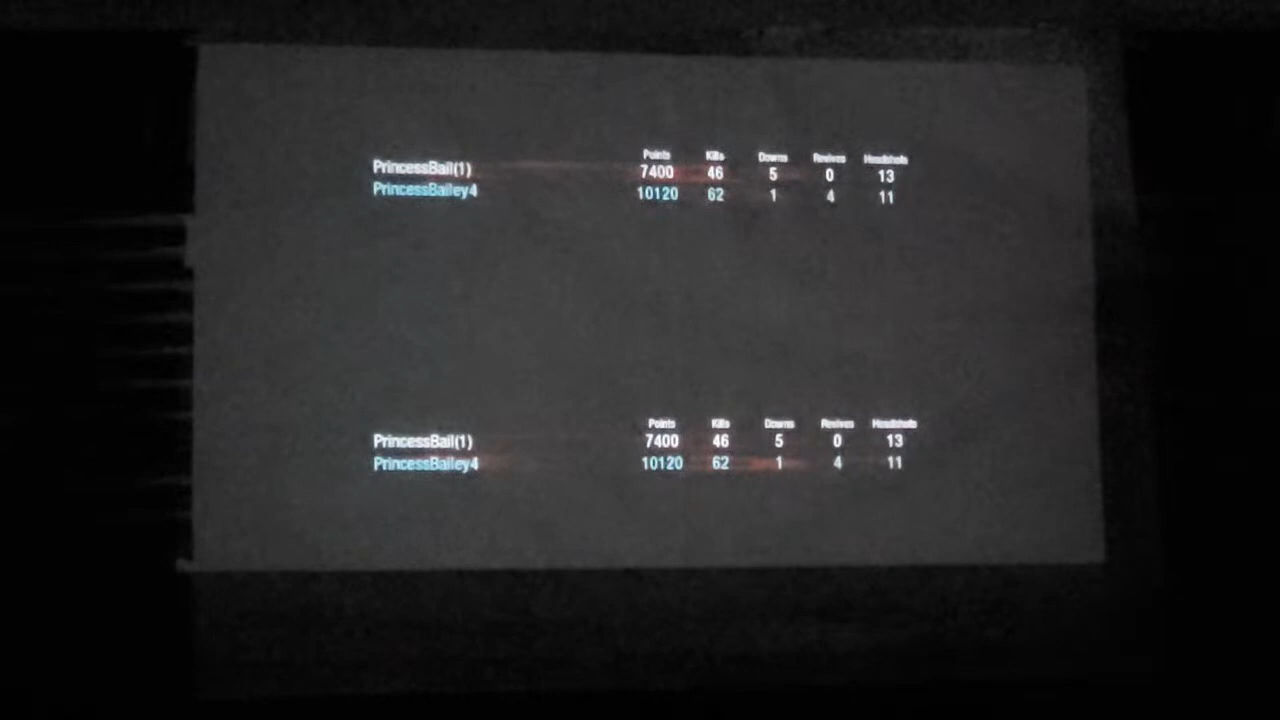 Points Kills Downs Revives Headshots
PrincessBail(1) 7400 46 5 0 13
PrincessBailey4 10120 62 1 4 11
Points Kills Downs Revives Headshots
PrincessBail(1) 7400 46 5 0 13
PrincessBailey4 10120 62 1 4 11